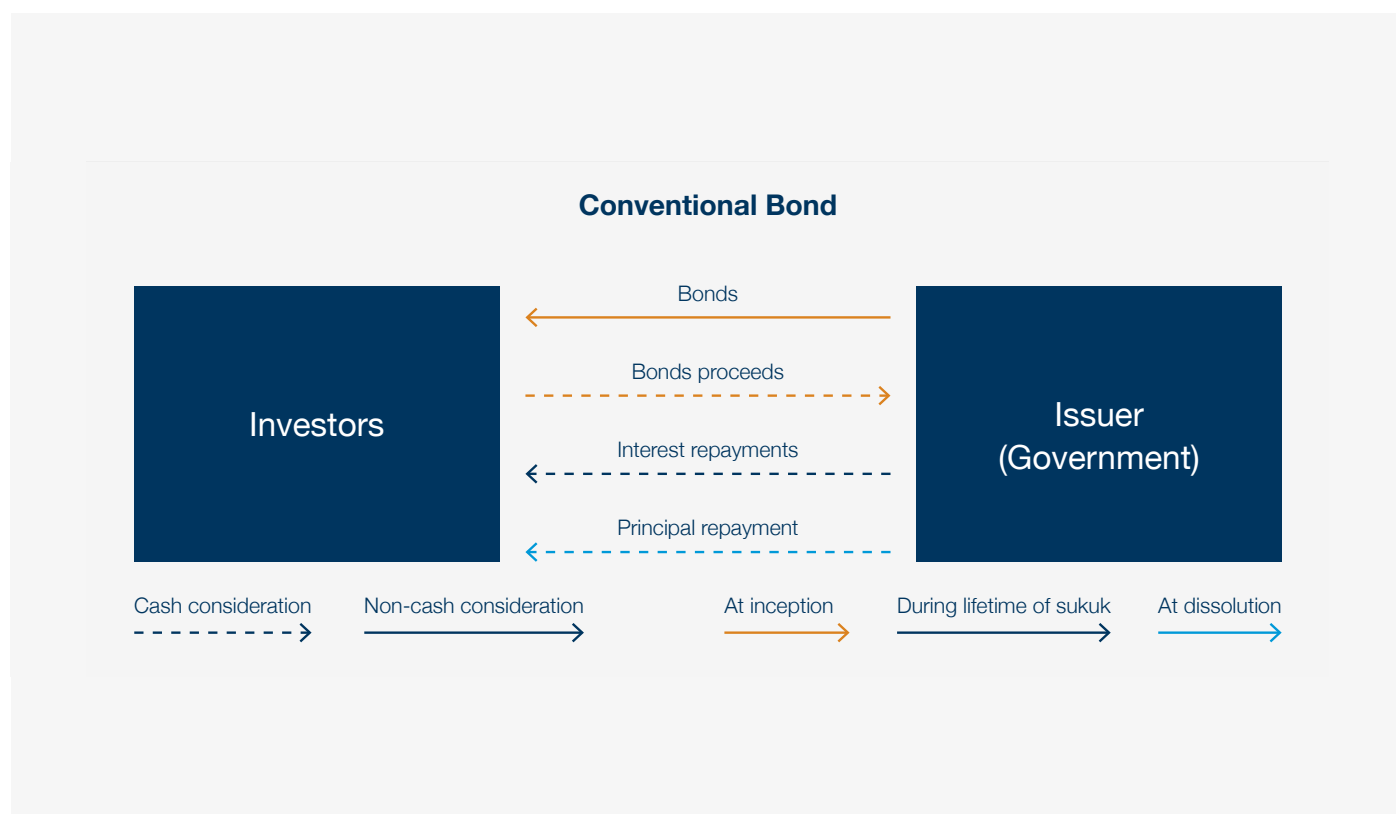 Conventional Bond
Bonds
Bonds proceeds
Interest repayments
Principal repayment
Investors
Issuer
(Government)
Cash consideration
Non-cash consideration
At inception
During lifetime of sukuk
At dissolution